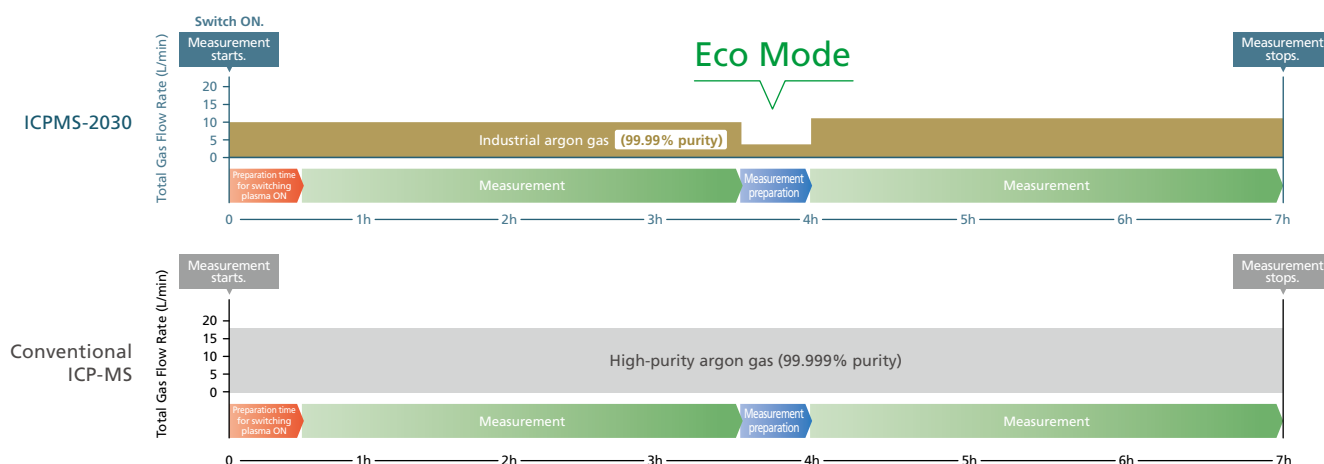 Switch ON.
Measurement
starts.
Eco Mode
Measurement
stops.
ICPMS-2030
Total Gas Flow Rate (L/min)
20
15
10
5
0
Industrial argon gas (99.99% purity)
Preparation time
for switching
plasma ON
Measurement
Measurement
preparation
Measurement
0 1h 2h 3h 4h 5h 6h 7h
Measurement
starts.
Measurement
stops.
Conventional
ICP-MS
Total Gas Flow Rate (L/min)
20
15
10
5
0
High-purity argon gas (99.999% purity)
Preparation time
for switching
plasma ON
Measurement
Measurement
preparation
Measurement
0 1h 2h 3h 4h 5h 6h 7h